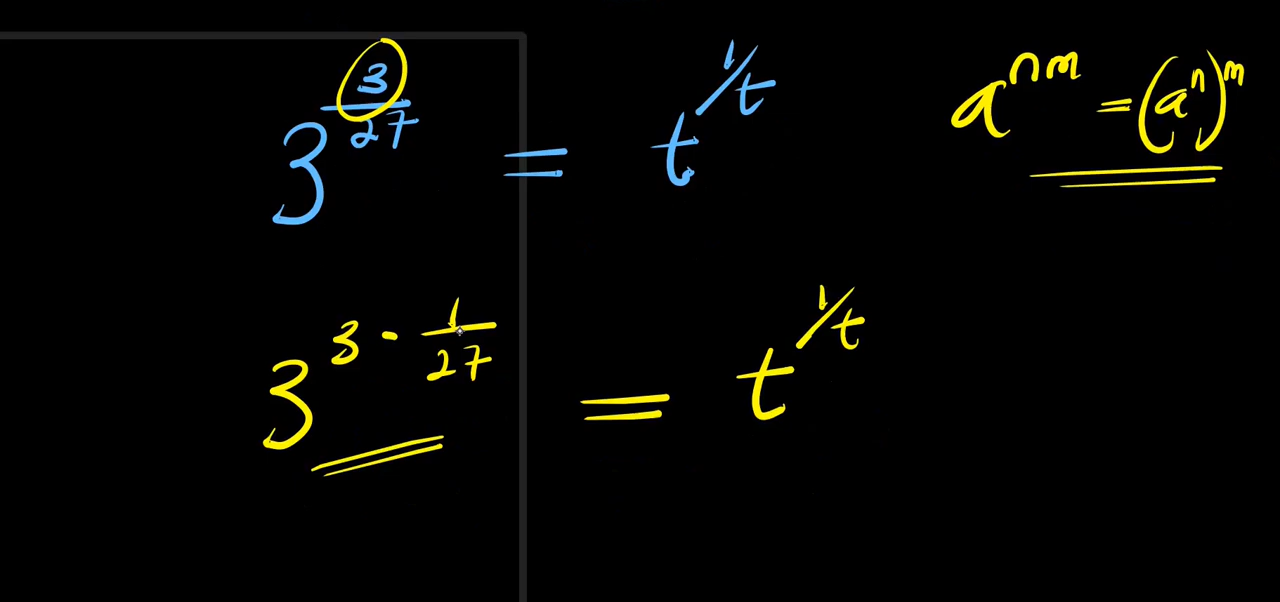 3^{3/27} = t^{1/t}
a^{nm} = (a^n)^m
3^{3 · 1/27} = t^{1/t}